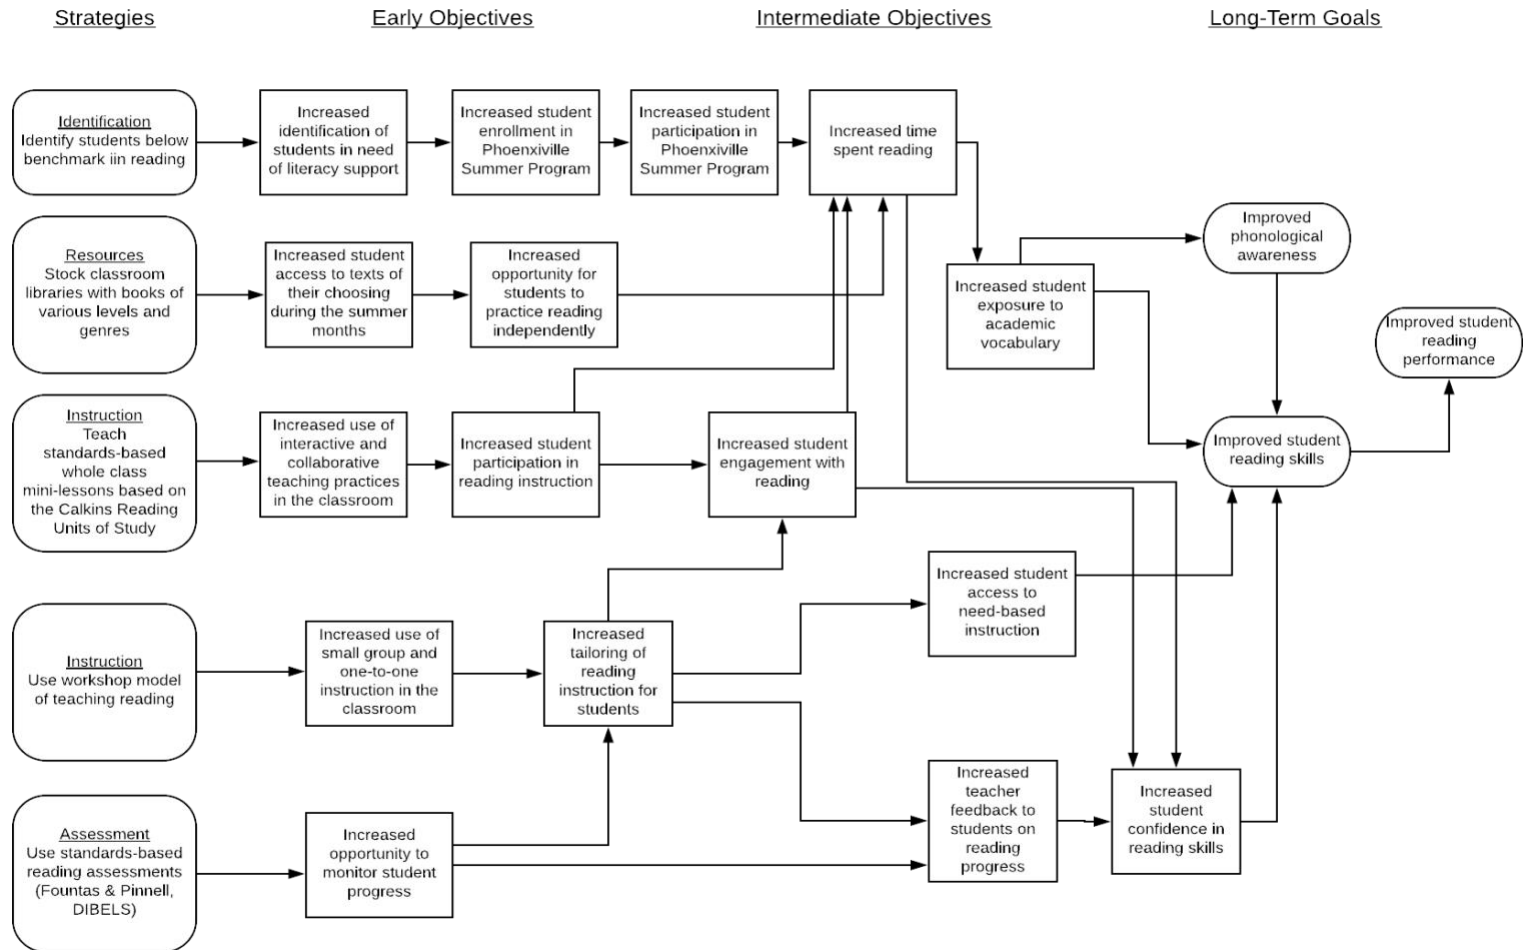 Strategies
Early Objectives
Intermediate Objectives
Long-Term Goals
Identification
Identify students below
benchmark iin reading
Increased
identification of
students in need
of literacy support
Increased student
enrollment in
Phoenxiville
Summer Program
Increased student
participation in
Phoenxiville
Summer Program
Increased time
spent reading
Resources
Stock classroom
libraries with books of
various levels and
genres
Increased student
access to texts of
their choosing
during the summer
months
Increased
opportunity for
students to
practice reading
independently
Increased student
exposure to
academic
vocabulary
Improved
phonological
awareness
Improved student
reading
performance
Instruction
Teach
standards-based
whole class
mini-lessons based on
the Calkins Reading
Units of Study
Increased use of
interactive and
collaborative
teaching practices
in the classroom
Increased student
participation in
reading instruction
Increased student
engagement with
reading
Improved student
reading skills
Instruction
Use workshop model
of teaching reading
Increased use of
small group and
one-to-one
instruction in the
classroom
Increased
tailoring of
reading
instruction for
students
Increased student
access to
need-based
instruction
Assessment
Use standards-based
reading assessments
(Fountas & Pinnell,
DIBELS)
Increased
opportunity to
monitor student
progress
Increased
teacher
feedback to
students on
reading
progress
Increased
student
confidence in
reading skills